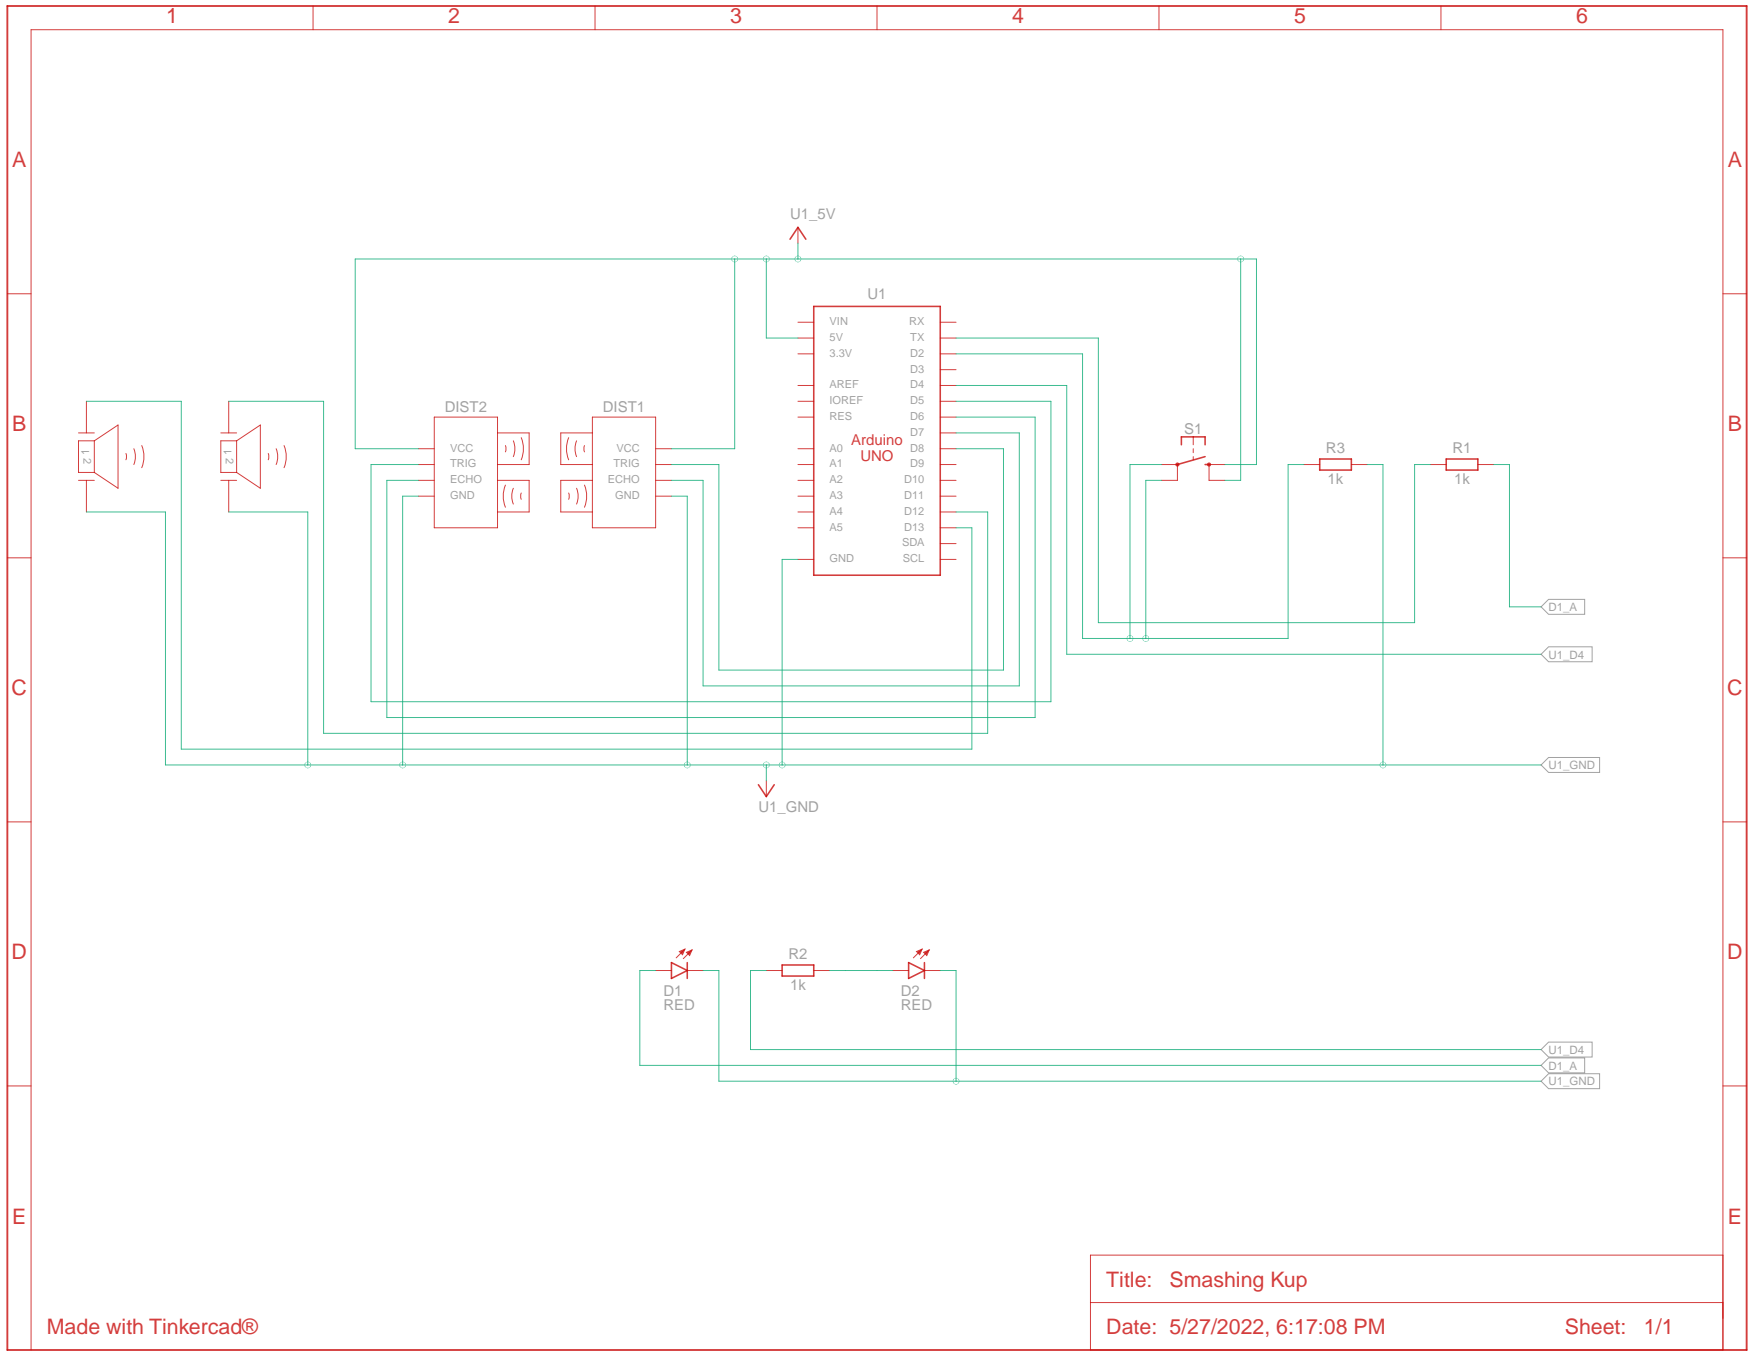 1 2 3 4 5 6
A A
U1_5V
U1
VIN RX
5V TX
3.3V D2
D3
AREF D4
IOREF D5
RES D6
D7
A0 D8
A1 D9
A2 D10
A3 D11
A4 D12
A5 D13
SDA
GND SCL
Arduino
UNO
B B
DIST2 DIST1
VCC VCC
TRIG TRIG
ECHO ECHO
GND GND
1 2 1 2
S1
R3 R1
1k 1k
D1_A
U1_D4
C C
U1_GND
U1_GND
D D
R2
1k
D1
RED
D2
RED
U1_D4
D1_A
U1_GND
E E
Title: Smashing Kup
Made with Tinkercad®
Date: 5/27/2022, 6:17:08 PM Sheet: 1/1